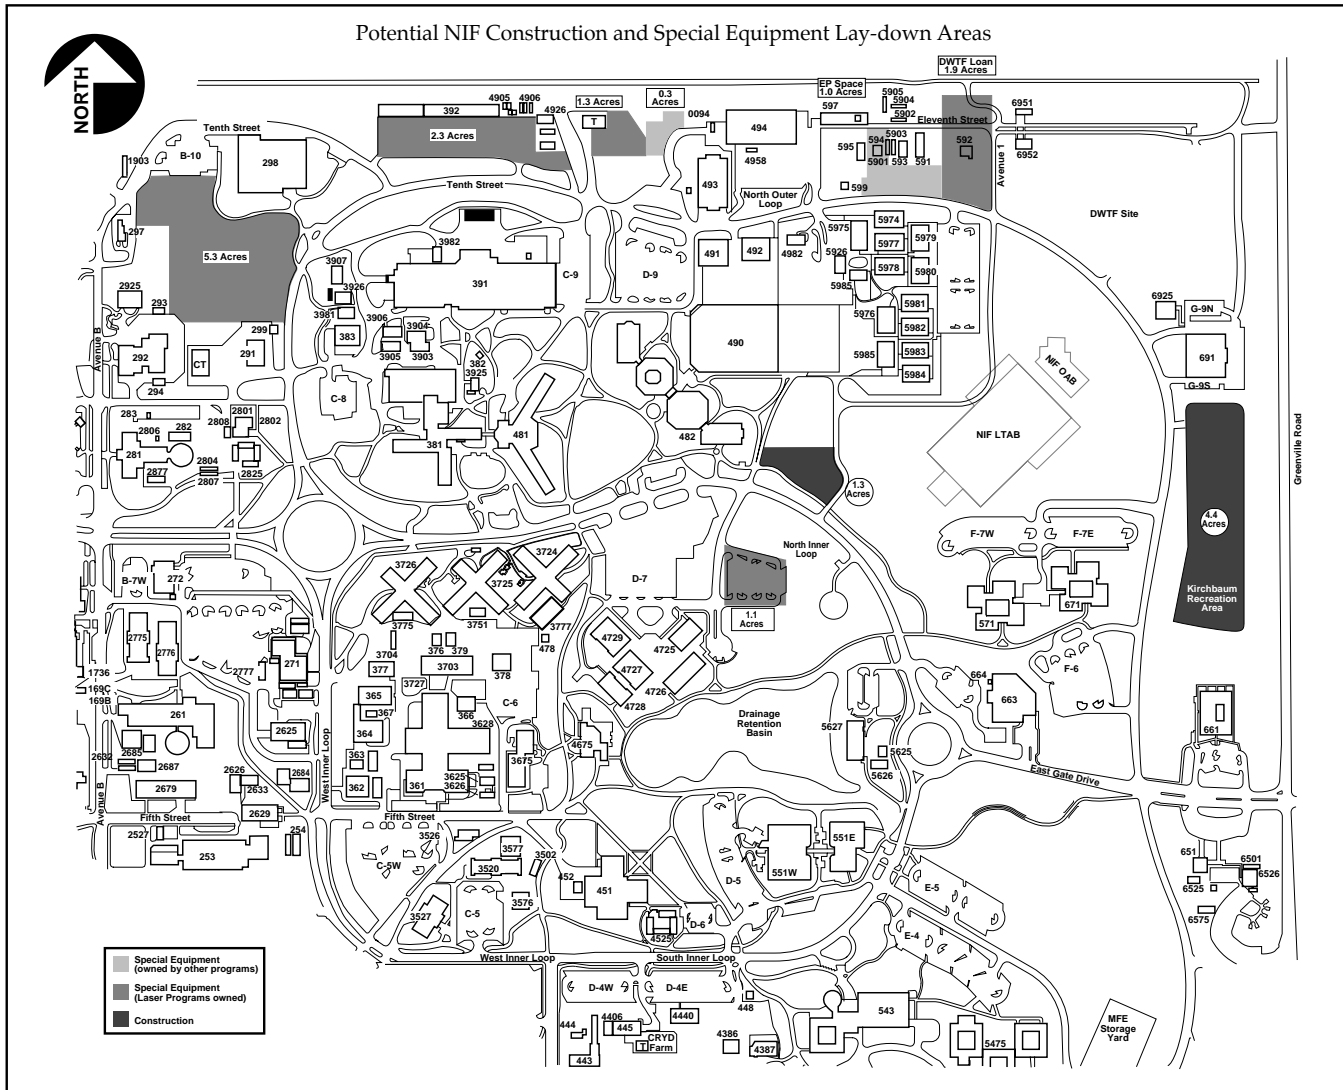 Potential NIF Construction and Special Equipment Lay-down Areas
NORTH
DWTF Loan
1.9 Acres
EP Space
1.0 Acres
0.3
Acres
1.3 Acres
4905 4906
392
4926
T
0094
494
597
5905
5904
5902
6951
Eleventh Street
Tenth Street
B-10
298
1903
2.3 Acres
4958
595
594
5903
5901
593
591
592
6952
Avenue 1
493
599
Tenth Street
North Outer
Loop
DWTF Site
297
5.3 Acres
3982
C-9
D-9
491
492
4982
5975
5974
5977
5979
5926
5978
5980
5985
3907
3926
391
2925
293
3981
383
3906
3904
3905
3903
5976
5981
5982
6925
G-9N
299
Avenue B
292
CT
291
490
5985
5983
5984
691
G-9S
294
382
3925
C-8
NIF OAB
283
2801
2802
2808
2806
282
281
381
481
482
NIF LTAB
2804
2877
2807
2825
1.3
Acres
4.4
Acres
Greenville Road
B-7W
272
3726
3724
3725
D-7
North Inner
Loop
F-7W
F-7E
2775
2776
3775
3751
3777
1.1
Acres
571
671
Kirchbaum
Recreation
Area
1736
169C
169B
2777
271
3704
376
379
478
4729
4725
377
3703
378
4727
3727
4726
4728
F-6
664
663
261
365
367
366
C-6
364
3628
2625
Drainage
Retention
Basin
5627
5625
5626
661
4675
3675
2632
2685
2687
363
362
361
3625
3626
West Inner Loop
2679
2626
2633
2684
East Gate Drive
Avenue B
Fifth Street
2629
Fifth Street
2527
254
253
3526
C-5W
3577
3520
3502
452
451
551E
551W
D-5
651
6501
6526
6525
6575
3527
C-5
3576
4525
D-6
E-5
E-4
West Inner Loop
South Inner Loop
Special Equipment
(owned by other programs)
Special Equipment
(Laser Programs owned)
Construction
D-4W
D-4E
448
444
4406
445
4440
443
T
CRYD
Farm
4386
4387
543
5475
MFE
Storage
Yard